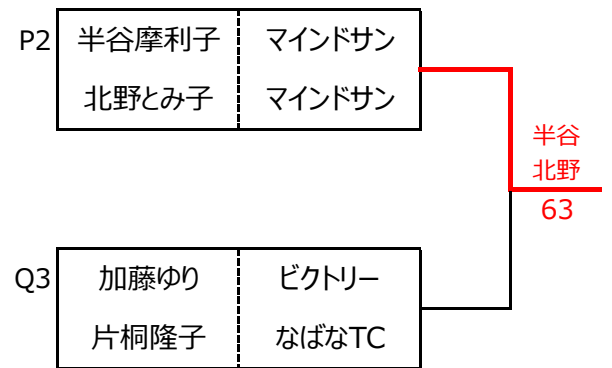 P2 半谷摩利子 マインドサン
北野とみ子 マインドサン
半谷
北野
63
Q3 加藤ゆり ビクトリー
片桐隆子 なばなTC